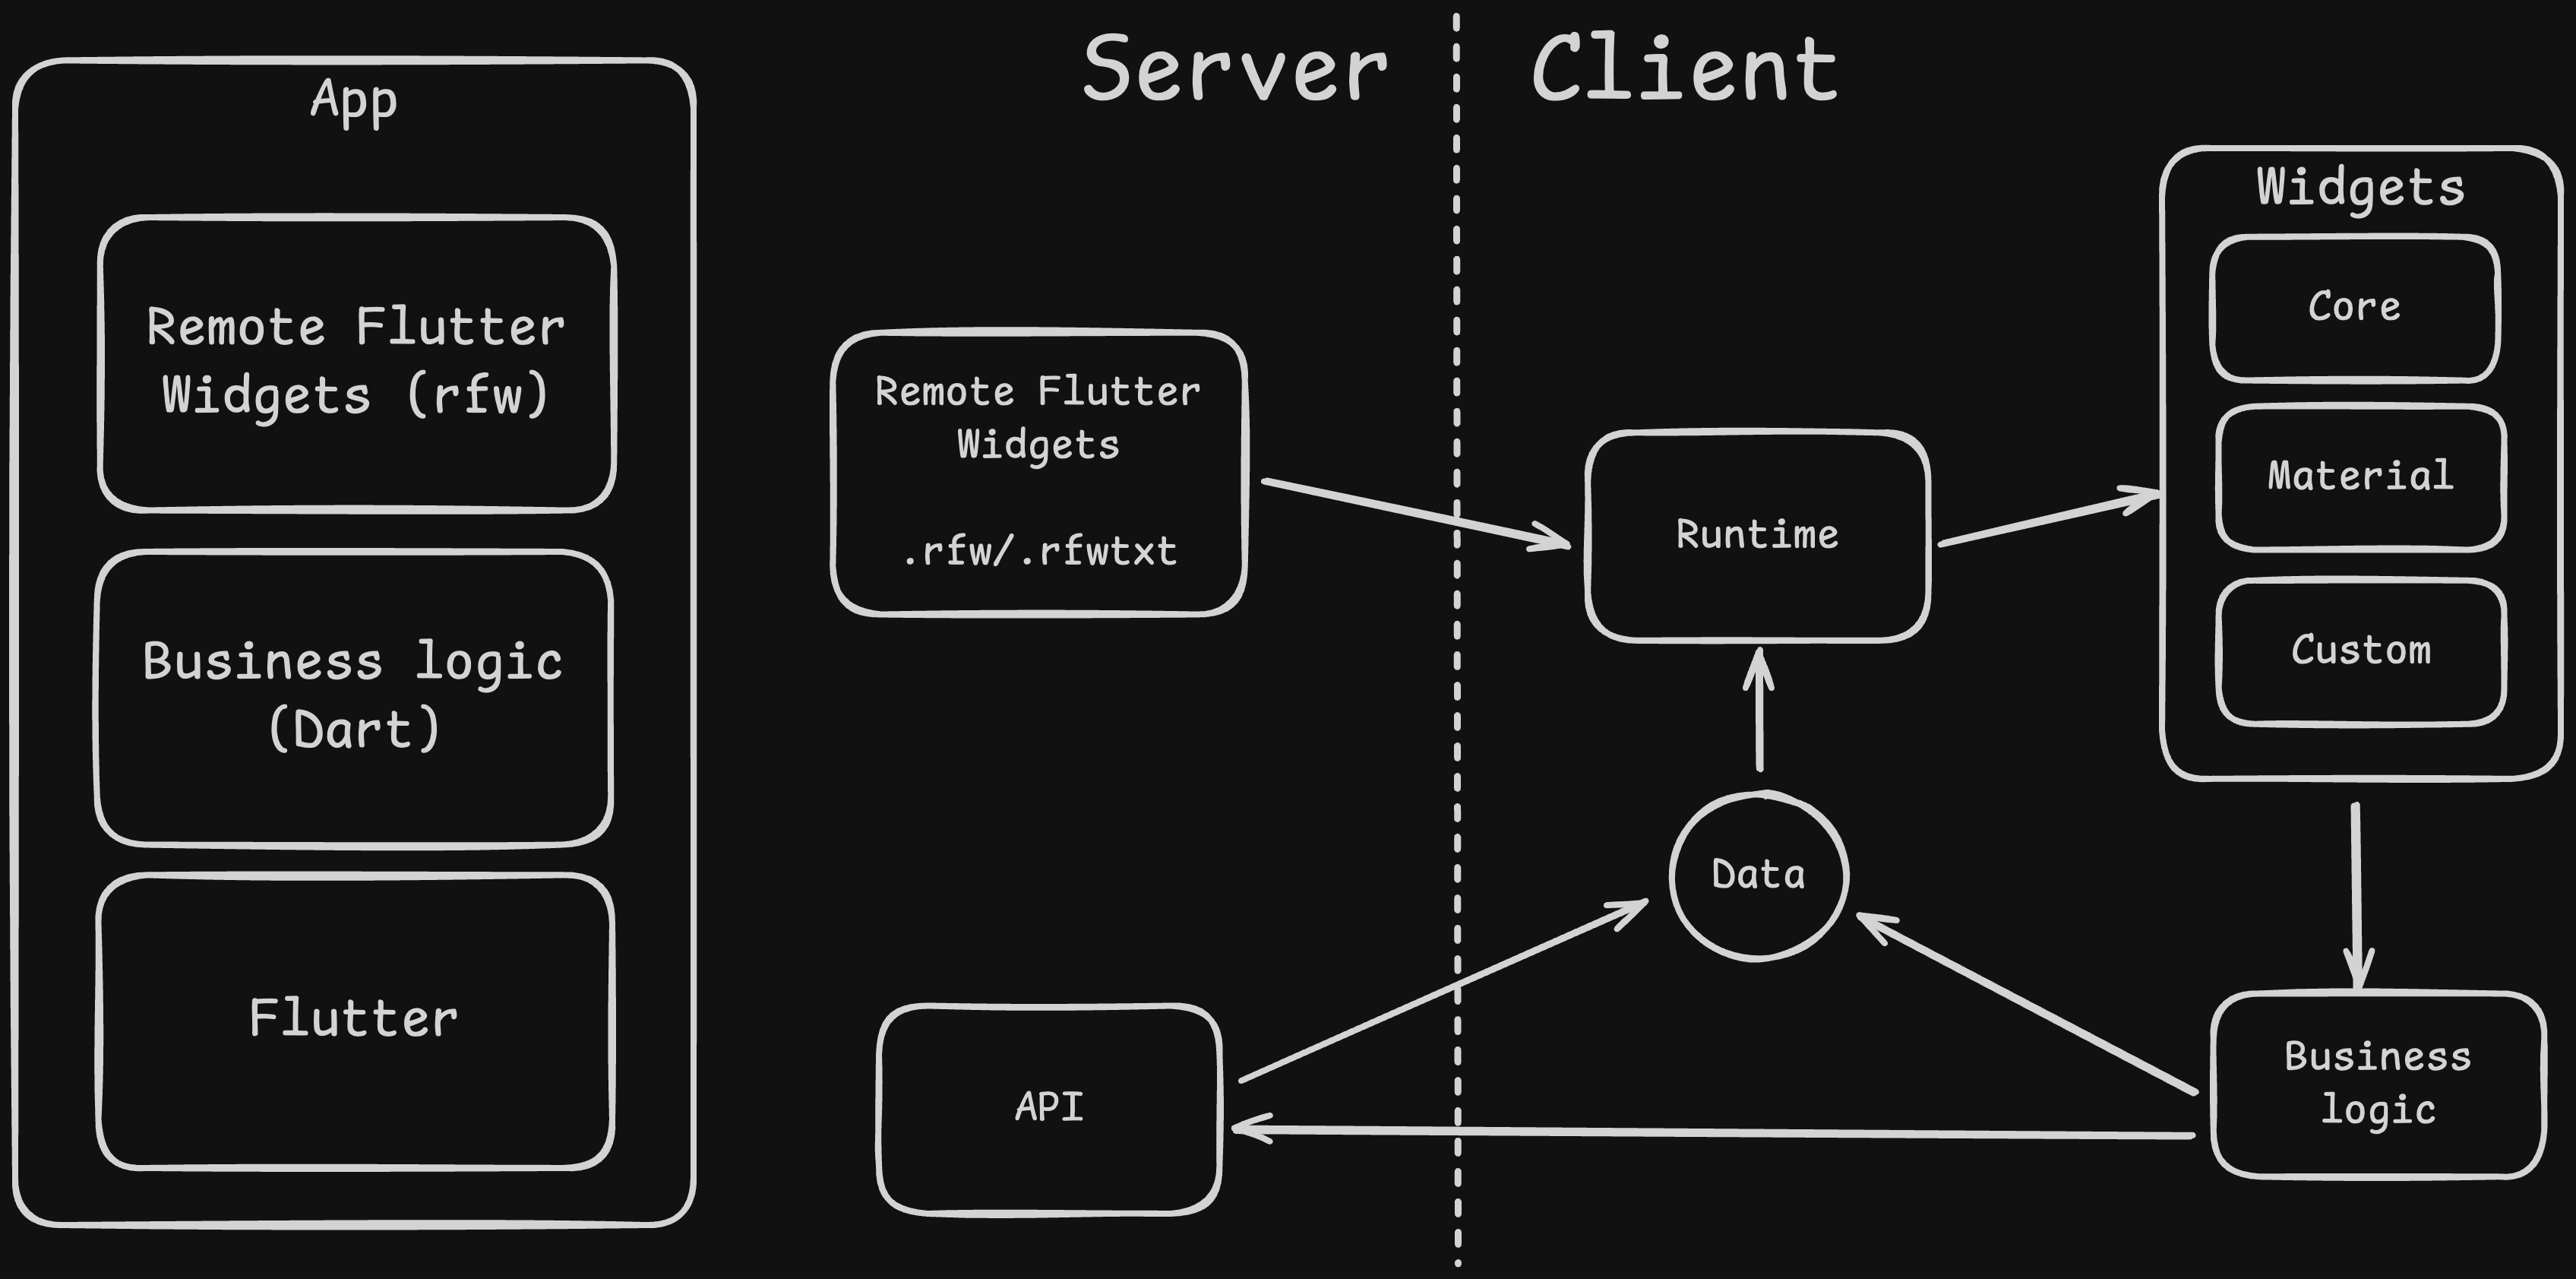 App
Remote Flutter
Widgets (rfw)
Business logic
(Dart)
Flutter
Server
Client
Remote Flutter
Widgets
.rfw/.rfwtxt
API
Runtime
Data
Widgets
Core
Material
Custom
Business
logic